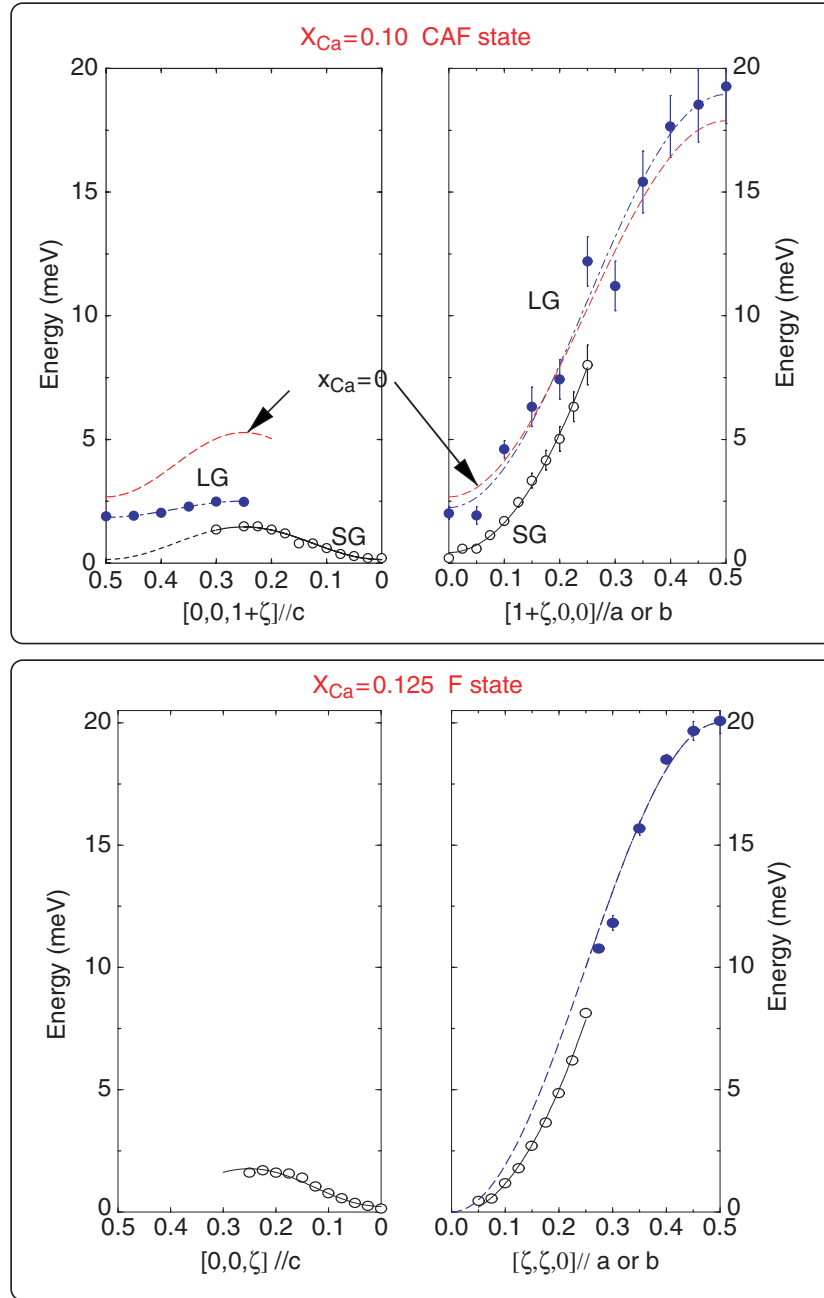 X_Ca=0.10 CAF state
20
15
10
5
0
Energy (meV)
LG
SG
x_Ca=0
0.5 0.4 0.3 0.2 0.1 0
[0,0,1+ζ]//c
20
15
10
5
0
Energy (meV)
LG
SG
0.0 0.1 0.2 0.3 0.4 0.5
[1+ζ,0,0]//a or b
X_Ca=0.125 F state
20
15
10
5
0
Energy (meV)
0.5 0.4 0.3 0.2 0.1 0
[0,0,ζ] //c
20
15
10
5
0
Energy (meV)
0.0 0.1 0.2 0.3 0.4 0.5
[ζ,ζ,0]// a or b